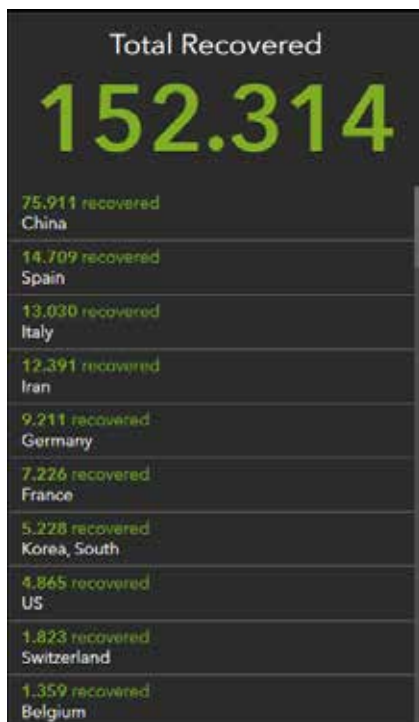 Total Recovered
152.314
75.911 recovered
China
14.709 recovered
Spain
13.030 recovered
Italy
12.391 recovered
Iran
9.211 recovered
Germany
7.226 recovered
France
5.228 recovered
Korea, South
4.865 recovered
US
1.823 recovered
Switzerland
1.359 recovered
Belgium